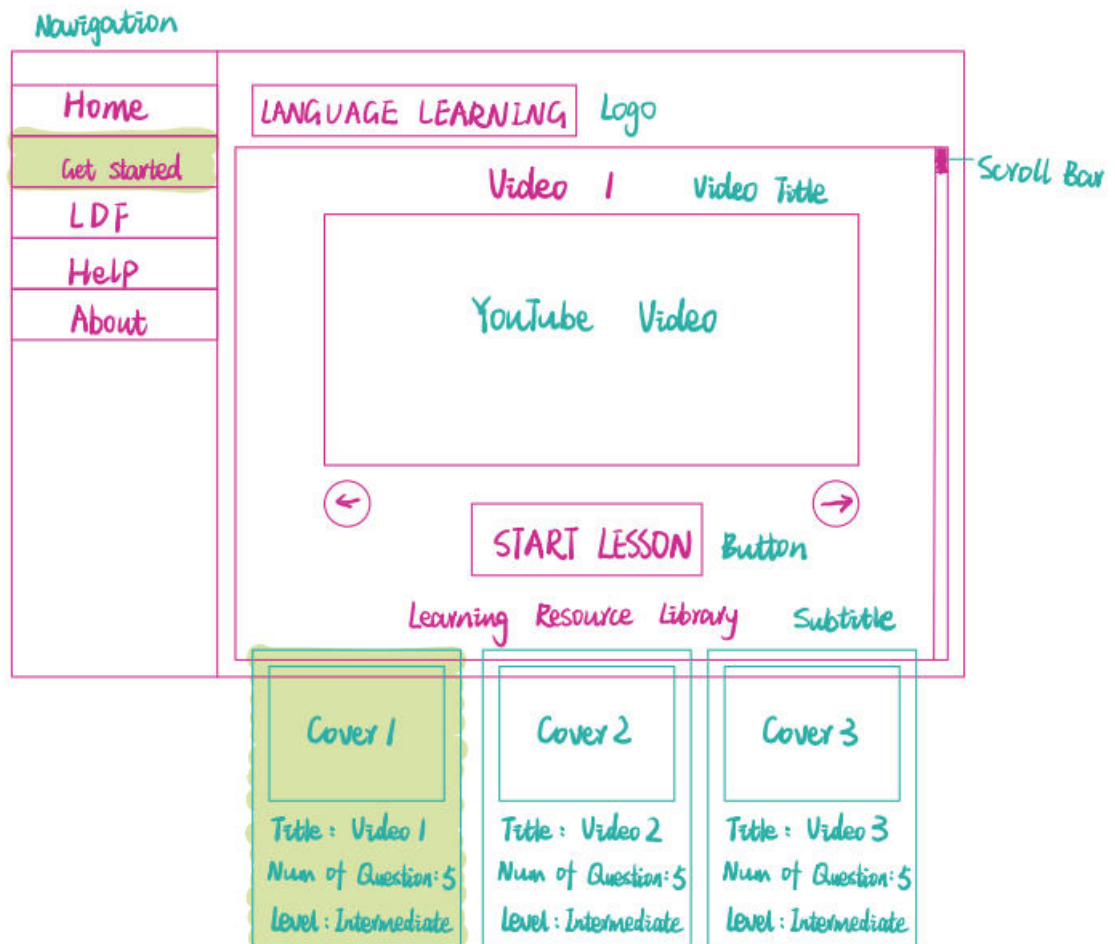 Navigation
Home
Get started
LDF
Help
About
LANGUAGE LEARNING Logo
Scroll Bar
Video 1 Video Title
YouTube Video
START LESSON Button
Learning Resource Library Subtitle
Cover 1
Title: Video 1
Num of Question: 5
Level: Intermediate
Cover 2
Title: Video 2
Num of Question: 5
Level: Intermediate
Cover 3
Title: Video 3
Num of Question: 5
Level: Intermediate